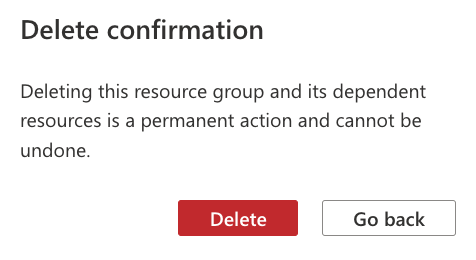 Delete confirmation
Deleting this resource group and its dependent
resources is a permanent action and cannot be
undone.
Delete
Go back